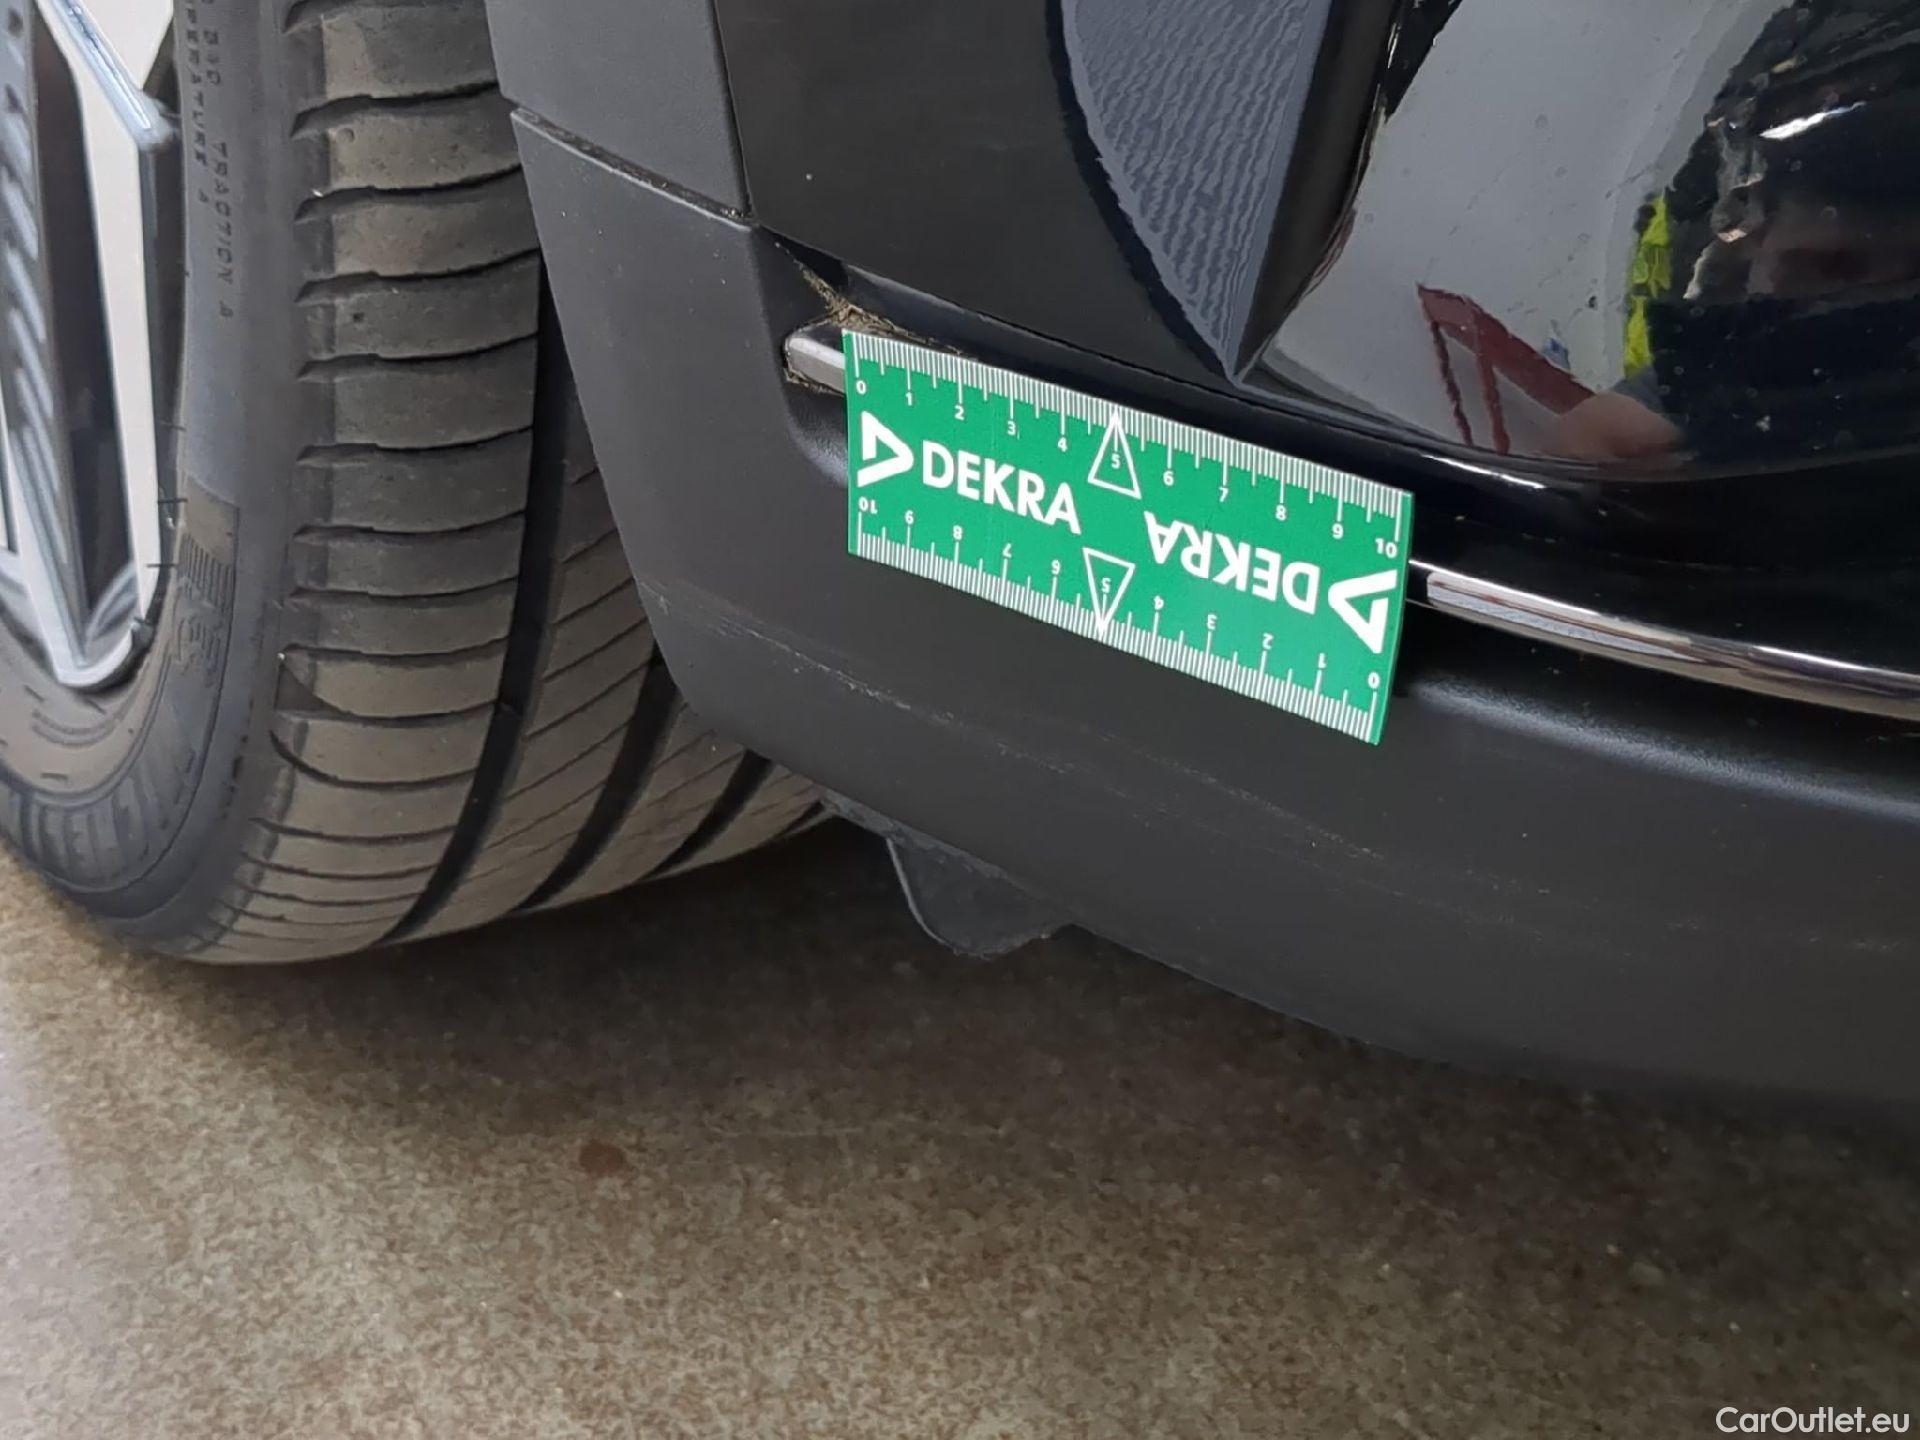 TRACTION A
TEMPERATURE A
0 1 2 3 4 5 6 7 8 9 10
DEKRA
DEKRA
10 9 8 7 6 5 4 3 2 1 0
CarOutlet.eu